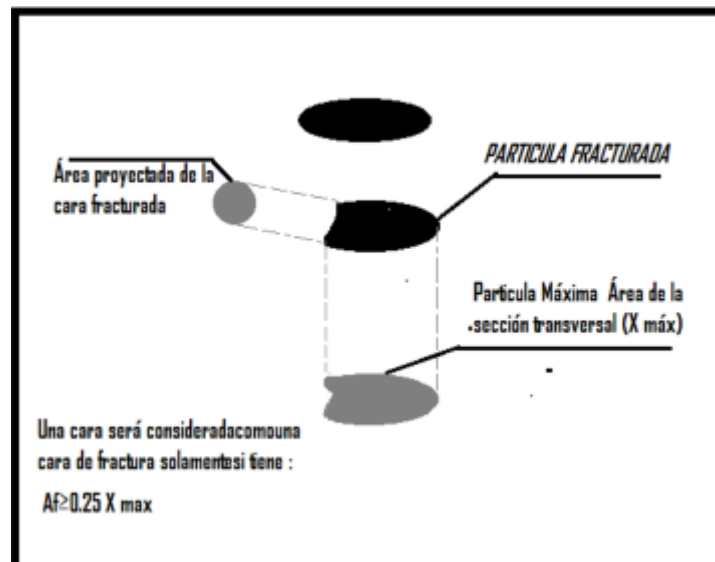 Área proyectada de la
cara fracturada
PARTICULA FRACTURADA
Particula Máxima Área de la
sección transversal (X máx)
Una cara será consideradacomouna
cara de fractura solamentesi tiene :
Af≥0.25 X max